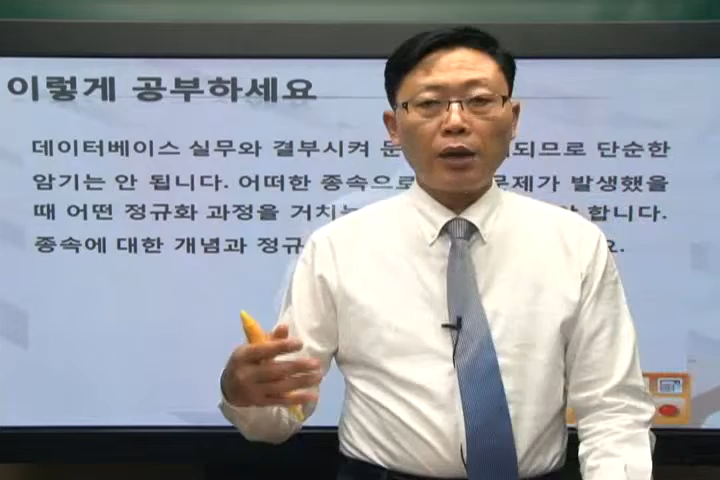 이렇게 공부하세요
데이터베이스 실무와 결부시켜 되므로 단순한
암기는 안 됩니다. 어떠한 종속으로 문제가 발생했을
때 어떤 정규화 과정을 거치는 합니다.
종속에 대한 개념과 정규